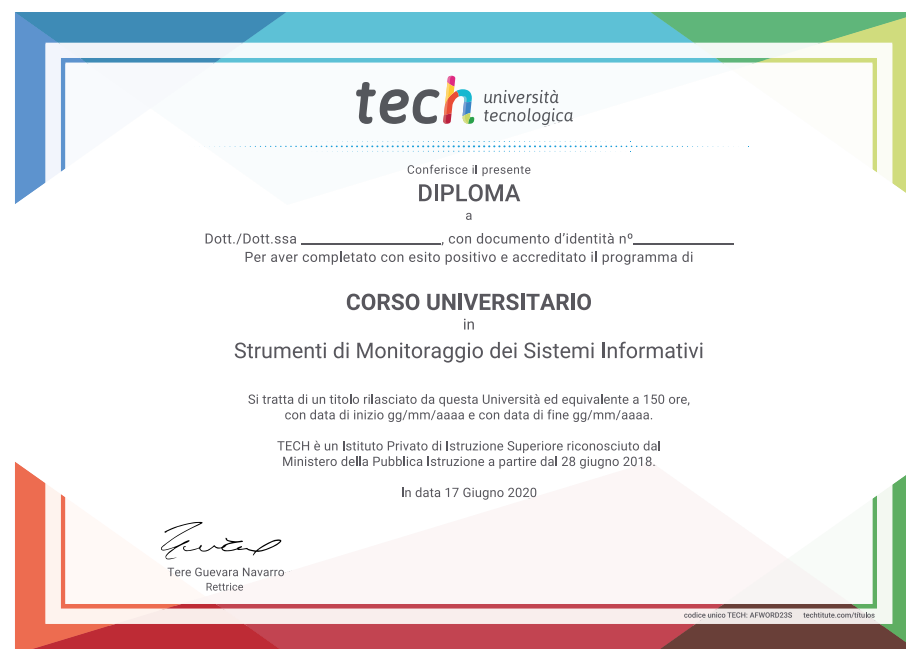 tech università
tecnologica
Conferisce il presente
DIPLOMA
a
Dott./Dott.ssa ____________________, con documento d'identità nº______________
Per aver completato con esito positivo e accreditato il programma di
CORSO UNIVERSITARIO
in
Strumenti di Monitoraggio dei Sistemi Informativi
Si tratta di un titolo rilasciato da questa Università ed equivalente a 150 ore,
con data di inizio gg/mm/aaaa e con data di fine gg/mm/aaaa.
TECH è un Istituto Privato di Istruzione Superiore riconosciuto dal
Ministero della Pubblica Istruzione a partire dal 28 giugno 2018.
In data 17 Giugno 2020
Tere Guevara Navarro
Rettrice
codice unico TECH: AFWORD23S techtitute.com/titulos